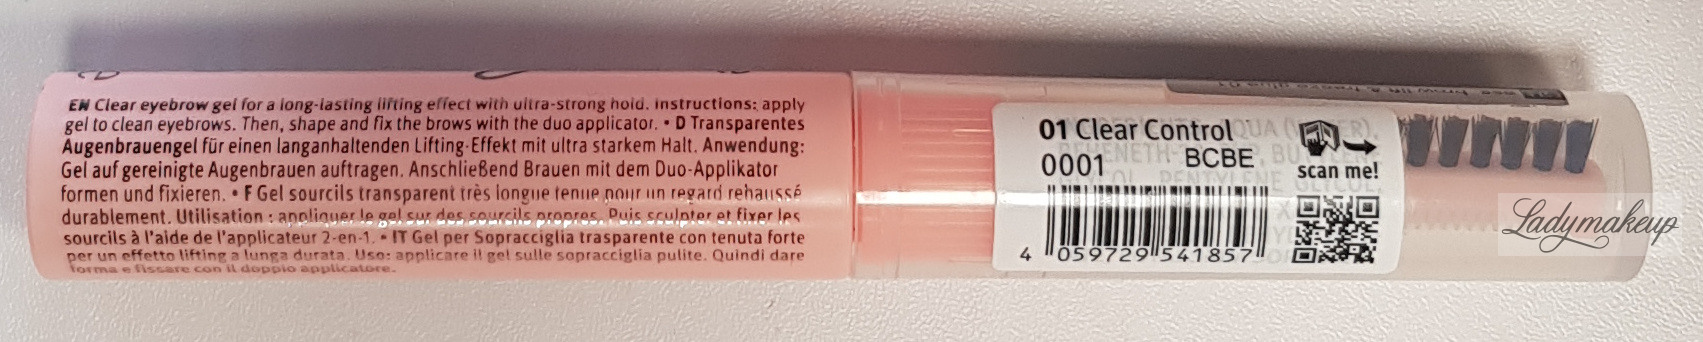 EN Clear eyebrow gel for a long-lasting lifting effect with ultra-strong hold. Instructions: apply
gel to clean eyebrows. Then, shape and fix the brows with the duo applicator. • D Transparentes
Augenbrauengel für einen langanhaltenden Lifting-Effekt mit ultra starkem Halt. Anwendung:
Gel auf gereinigte Augenbrauen auftragen. Anschließend Brauen mit dem Duo-Applikator
formen und fixieren. • F Gel sourcils transparent très longue tenue pour un regard rehaussé
durablement. Utilisation : appliquer le gel sur des sourcils propres. Puis sculpter et fixer les
sourcils à l'aide de l'applicateur 2-en-1. • IT Gel per Sopracciglia trasparente con tenuta forte
per un effetto lifting a lunga durata. Uso: applicare il gel sulle sopracciglia pulite. Quindi dare
forma e fissare con il doppio applicatore.
01 Clear Control
0001 BCBE
scan me!
4 059729 541857
Ladymakeup